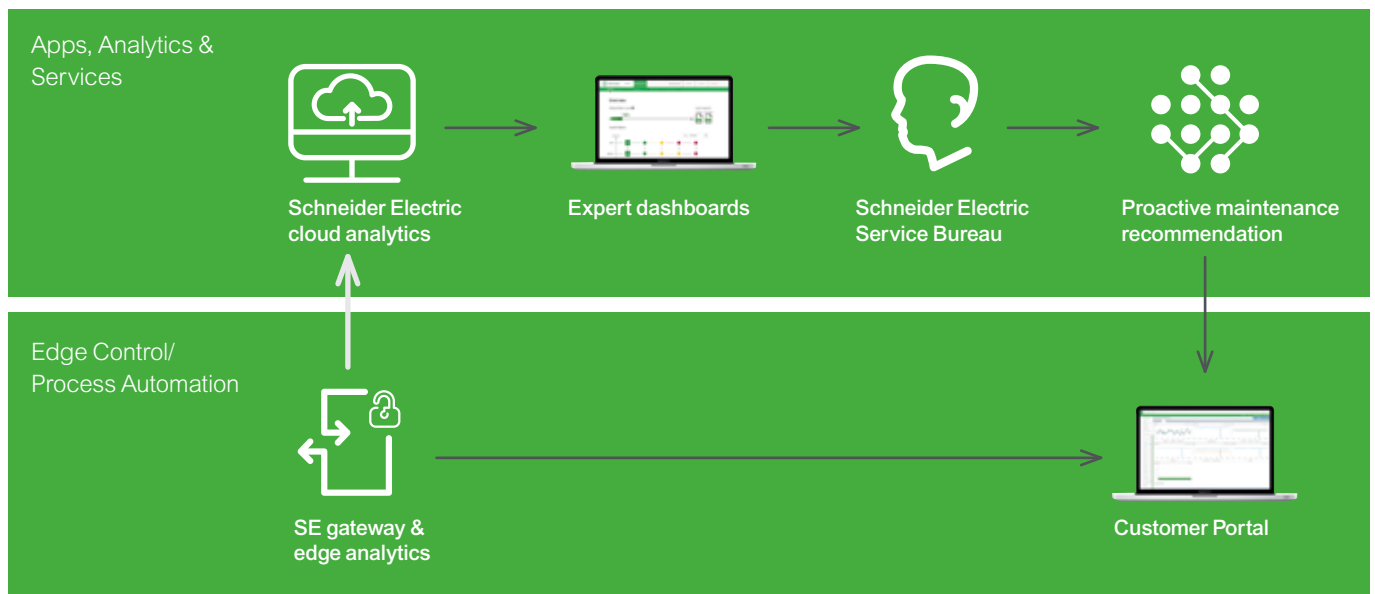 Apps, Analytics &
Services
Schneider Electric
cloud analytics
Expert dashboards
Schneider Electric
Service Bureau
Proactive maintenance
recommendation
Edge Control/
Process Automation
SE gateway &
edge analytics
Customer Portal